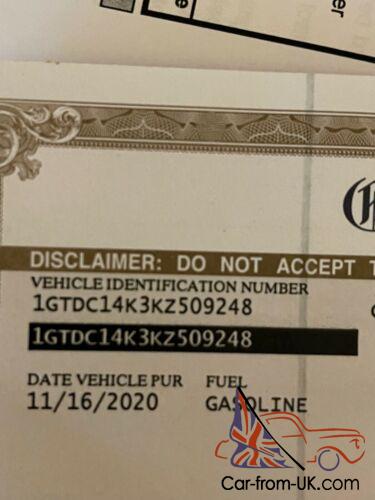 DISCLAIMER: DO NOT ACCEPT
VEHICLE IDENTIFICATION NUMBER
1GTDC14K3KZ509248
1GTDC14K3KZ509248
DATE VEHICLE PUR FUEL
11/16/2020 GASOLINE
Car-from-UK.com